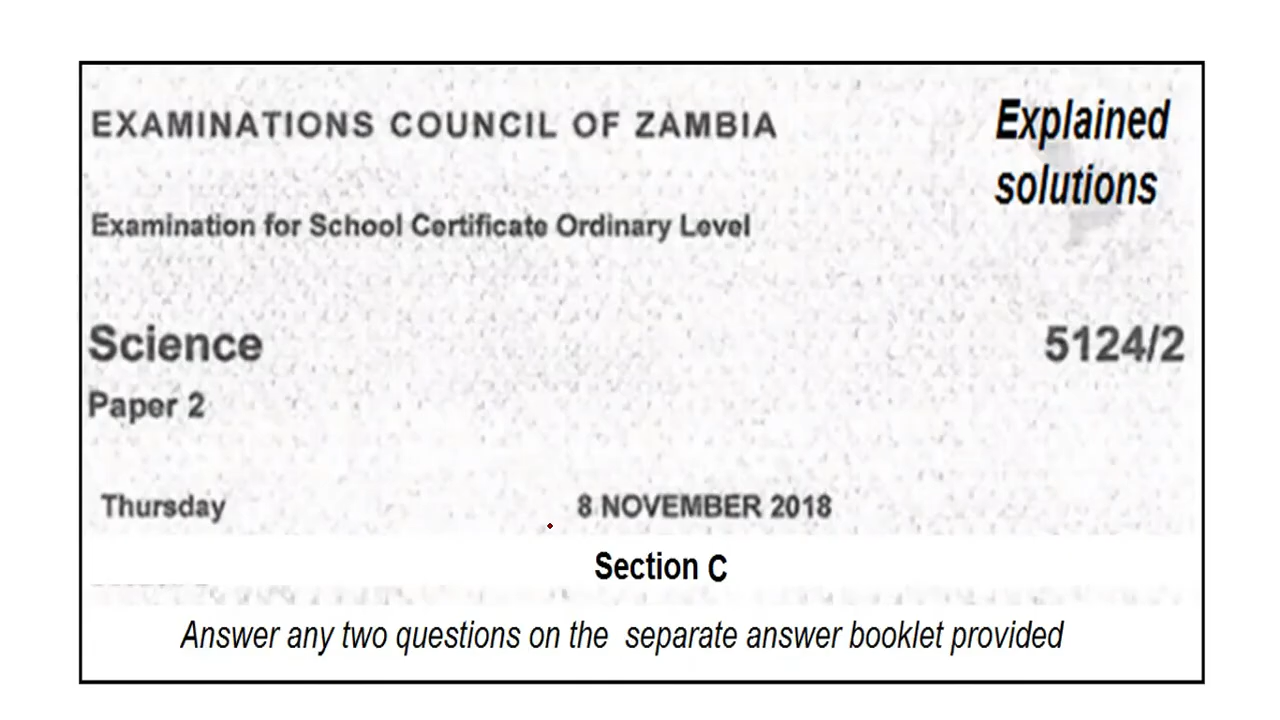 EXAMINATIONS COUNCIL OF ZAMBIA
Explained
solutions
Examination for School Certificate Ordinary Level
Science 5124/2
Paper 2
Thursday 8 NOVEMBER 2018
Section C
Answer any two questions on the separate answer booklet provided